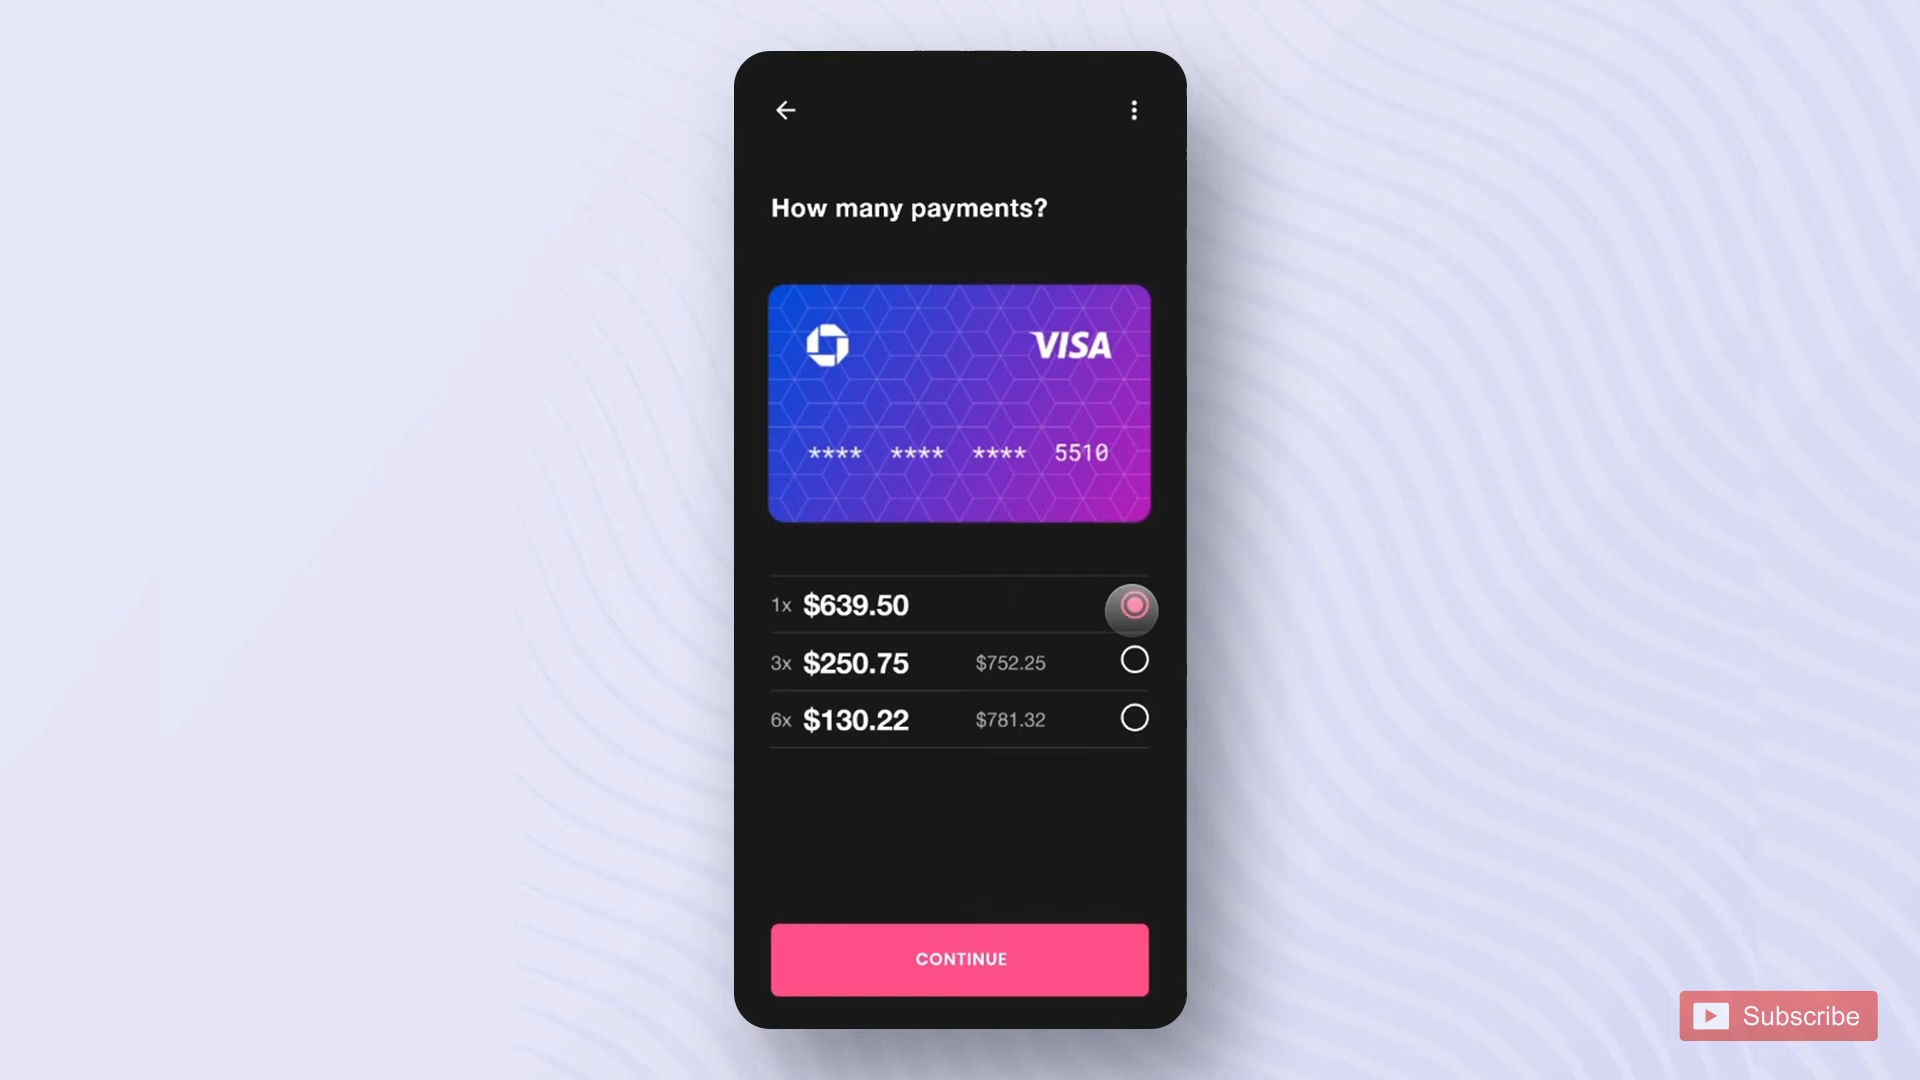 How many payments?
VISA
**** **** **** 5510
1x $639.50
3x $250.75 $752.25
6x $130.22 $781.32
CONTINUE
Subscribe